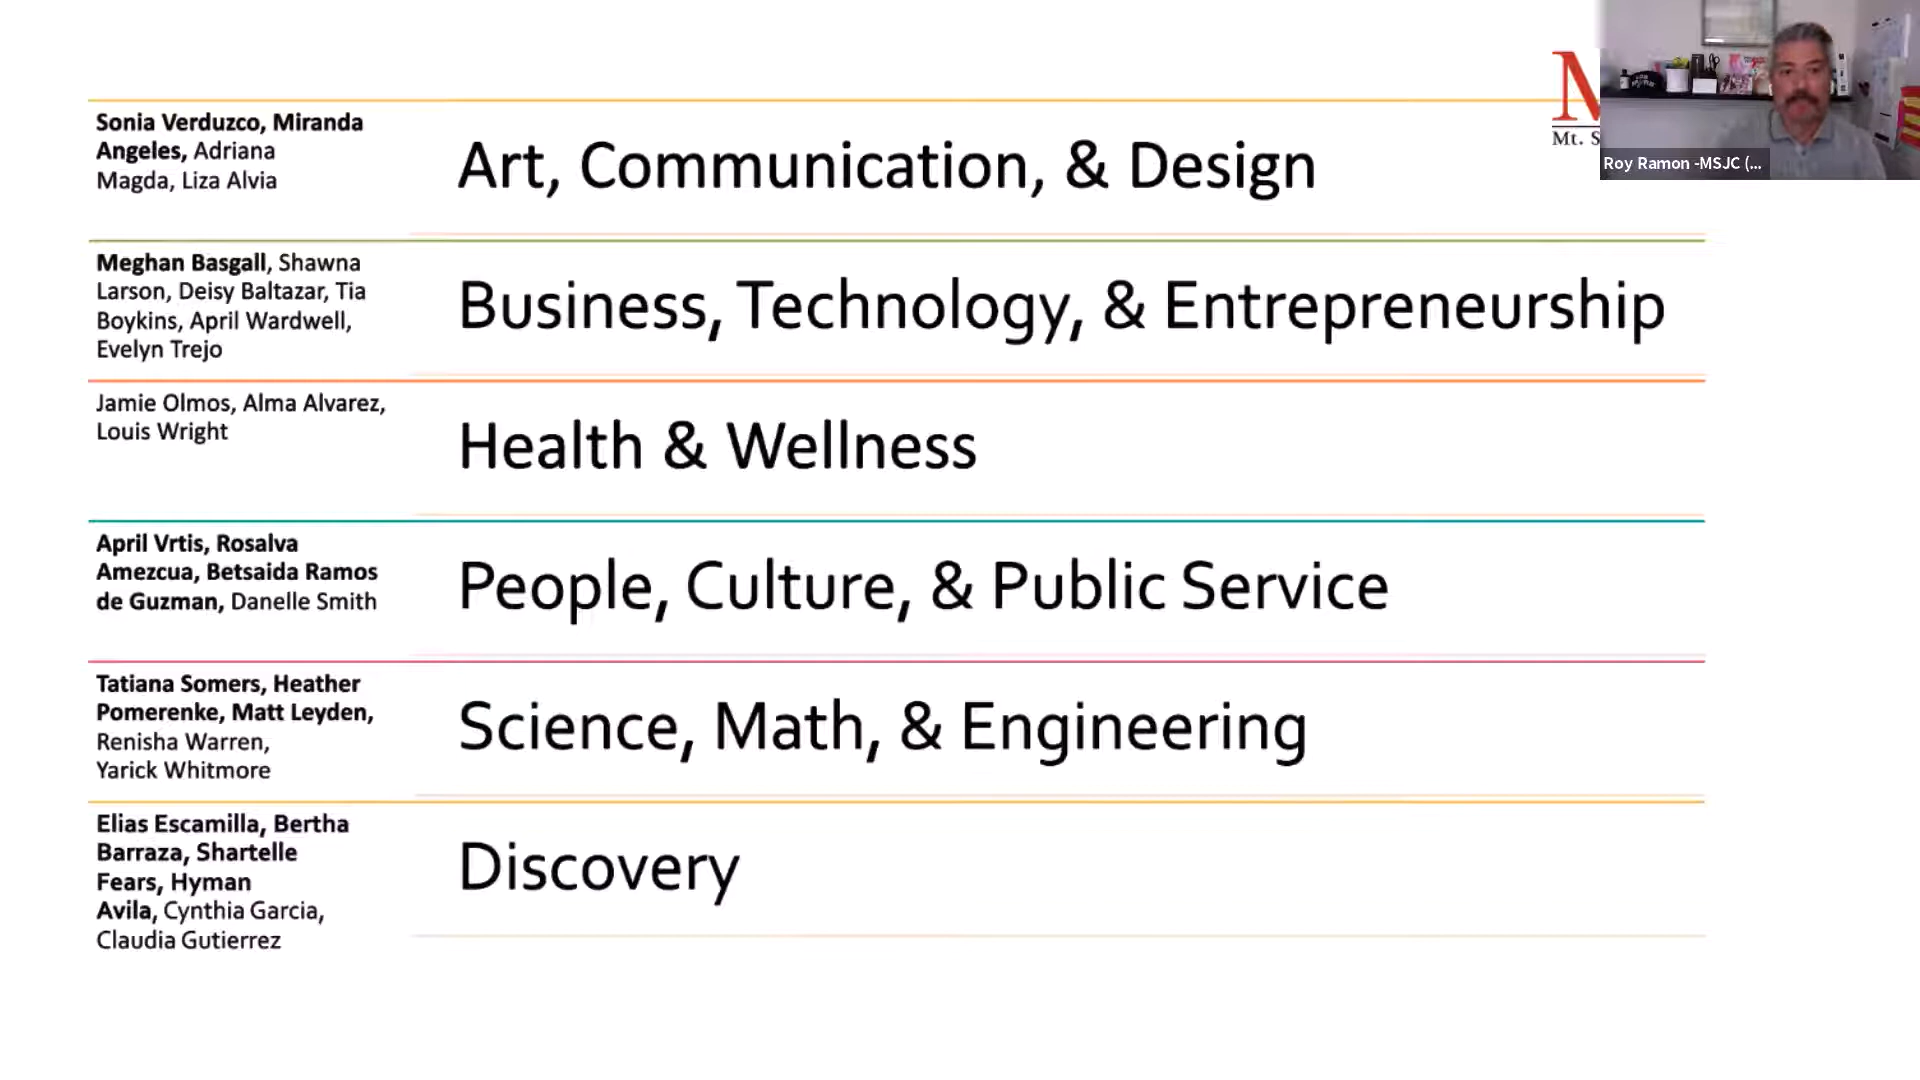 Sonia Verduzco, Miranda
Angeles, Adriana
Magda, Liza Alvia
Art, Communication, & Design
Meghan Basgall, Shawna
Larson, Deisy Baltazar, Tia
Boykins, April Wardwell,
Evelyn Trejo
Business, Technology, & Entrepreneurship
Jamie Olmos, Alma Alvarez,
Louis Wright
Health & Wellness
April Vrtis, Rosalva
Amezcua, Betsaida Ramos
de Guzman, Danelle Smith
People, Culture, & Public Service
Tatiana Somers, Heather
Pomerenke, Matt Leyden,
Renisha Warren,
Yarick Whitmore
Science, Math, & Engineering
Elias Escamilla, Bertha
Barraza, Shartelle
Fears, Hyman
Avila, Cynthia Garcia,
Claudia Gutierrez
Discovery
M
Mt. S
Roy Ramon -MSJC (...